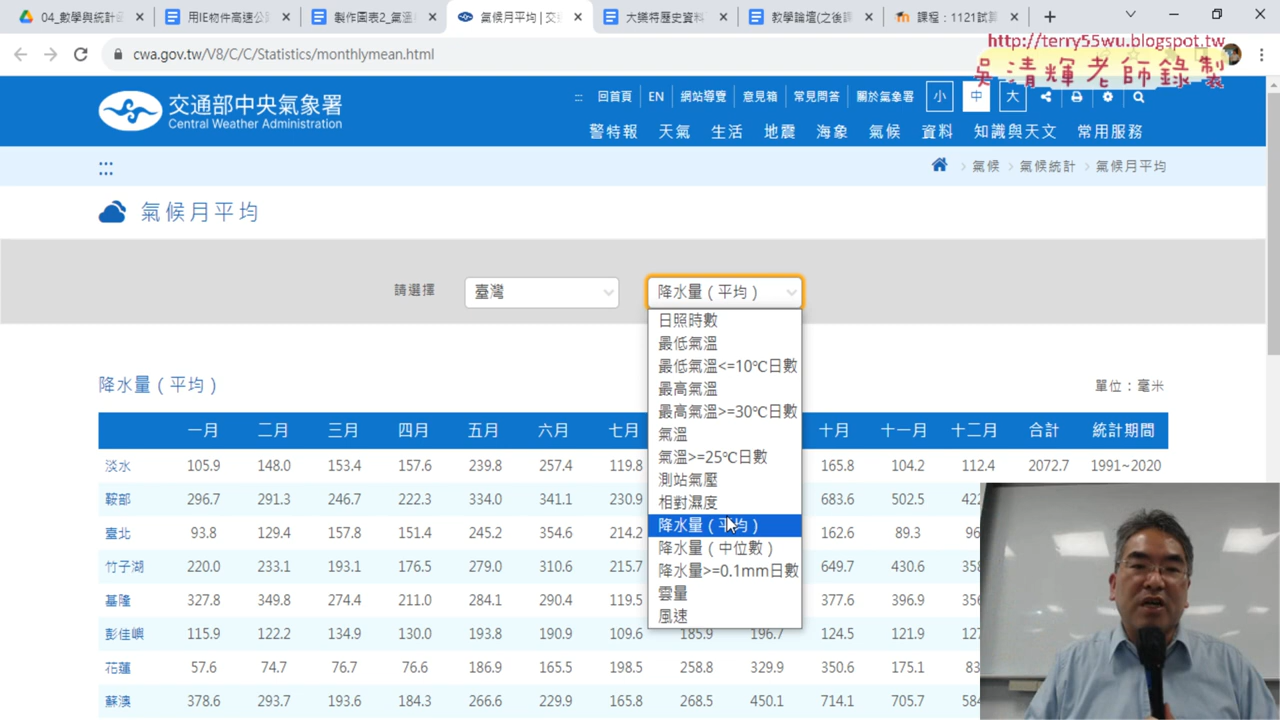 04_數學與統計函
用IE物件高速公
製作圖表2_氣溫
氣候月平均 | 交
大樂特歷史資料
教學論壇(之後課
課程：1121試算
cwa.gov.tw/V8/C/C/Statistics/monthlymean.html
http://terry55wu.blogspot.tw
吳清輝老師錄製
交通部中央氣象署
Central Weather Administration
::: 回首頁 EN 網站導覽 意見箱 常見問答 關於氣象署 小 中 大
警特報 天氣 生活 地震 海象 氣候 資料 知識與天文 常用服務
:::
氣候 > 氣候統計 > 氣候月平均
氣候月平均
請選擇 臺灣 降水量（平均）
日照時數
最低氣溫
最低氣溫<=10℃日數
最高氣溫
最高氣溫>=30℃日數
氣溫
氣溫>=25℃日數
測站氣壓
相對濕度
降水量（平均）
降水量（中位數）
降水量>=0.1mm日數
雲量
風速
降水量（平均）
單位：毫米
一月 二月 三月 四月 五月 六月 七月 十月 十一月 十二月 合計 統計期間
淡水 105.9 148.0 153.4 157.6 239.8 257.4 119.8 165.8 104.2 112.4 2072.7 1991~2020
鞍部 296.7 291.3 246.7 222.3 334.0 341.1 230.9 683.6 502.5 422
臺北 93.8 129.4 157.8 151.4 245.2 354.6 214.2 162.6 89.3 96
竹子湖 220.0 233.1 193.1 176.5 279.0 310.6 215.7 649.7 430.6 358
基隆 327.8 349.8 274.4 211.0 284.1 290.4 119.5 377.6 396.9 356
彭佳嶼 115.9 122.2 134.9 130.0 193.8 190.9 109.6 185.9 196.7 124.5 121.9 127
花蓮 57.6 74.7 76.7 76.6 186.9 165.5 198.5 258.8 329.9 350.6 175.1 83
蘇澳 378.6 293.7 193.6 184.3 266.6 229.9 165.8 268.5 450.1 714.1 705.7 584